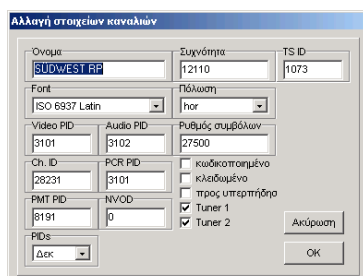 Αλλαγή στοιχείων καναλιών
Όνομα
SÜDWEST RP
Συχνότητα
12110
TS ID
1073
Font
ISO 6937 Latin
Πόλωση
hor
Video PID
3101
Audio PID
3102
Ρυθμός συμβόλων
27500
Ch. ID
28231
PCR PID
3101
κωδικοποιημένο
κλειδωμένο
προς υπερπήδησ
Tuner 1
Tuner 2
PMT PID
8191
NVOD
0
PIDs
Δεκ
Ακύρωση
OK